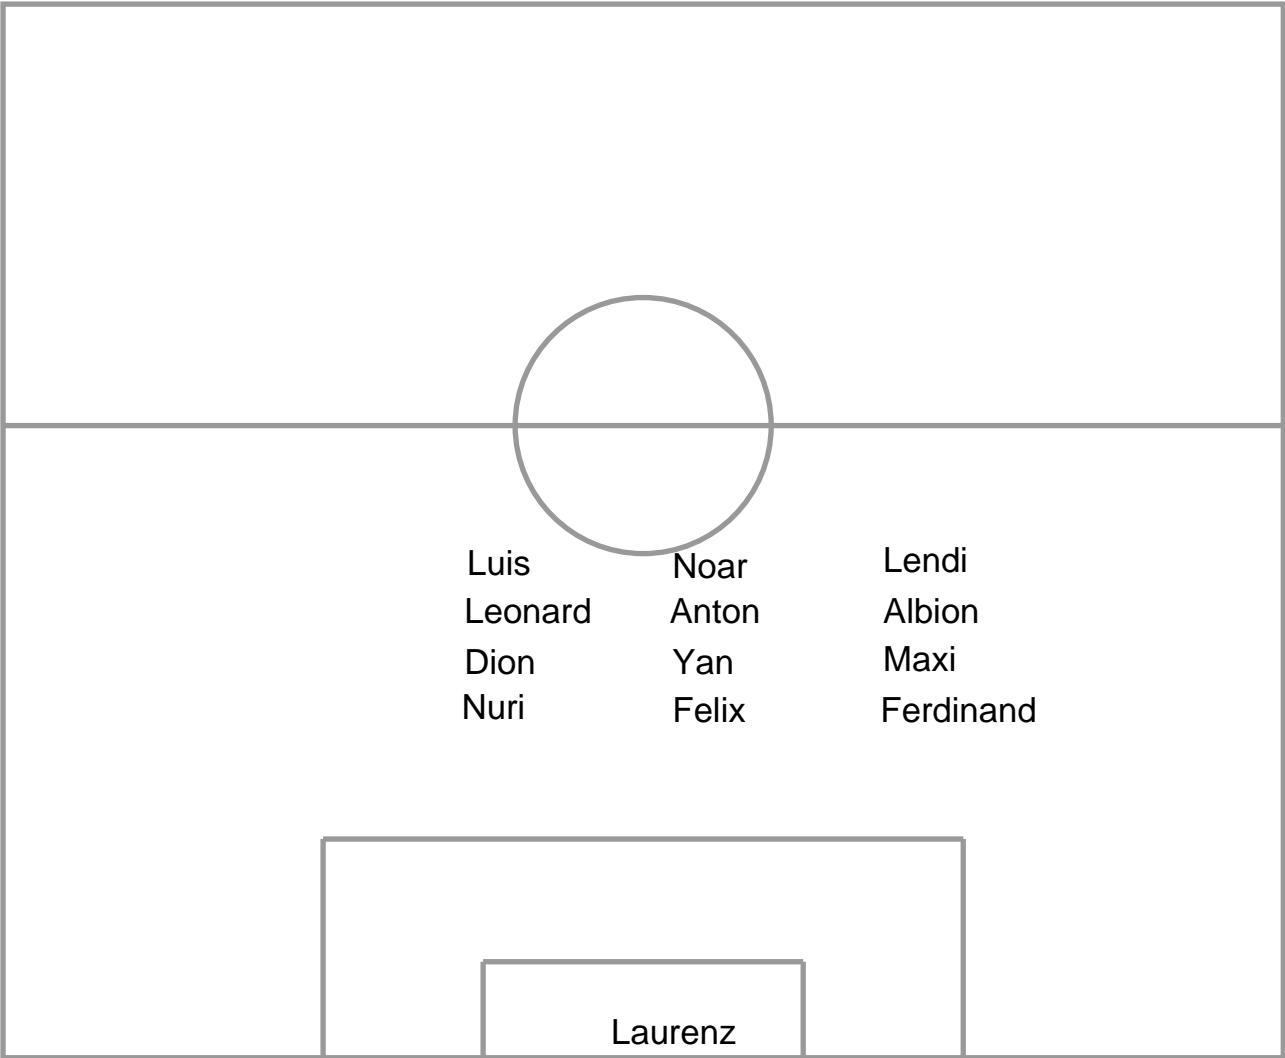 Luis Noar Lendi
Leonard Anton Albion
Dion Yan Maxi
Nuri Felix Ferdinand
Laurenz